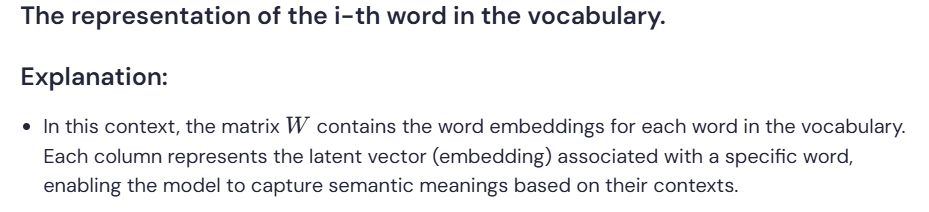 The representation of the i-th word in the vocabulary.
Explanation:
• In this context, the matrix W contains the word embeddings for each word in the vocabulary.
Each column represents the latent vector (embedding) associated with a specific word,
enabling the model to capture semantic meanings based on their contexts.